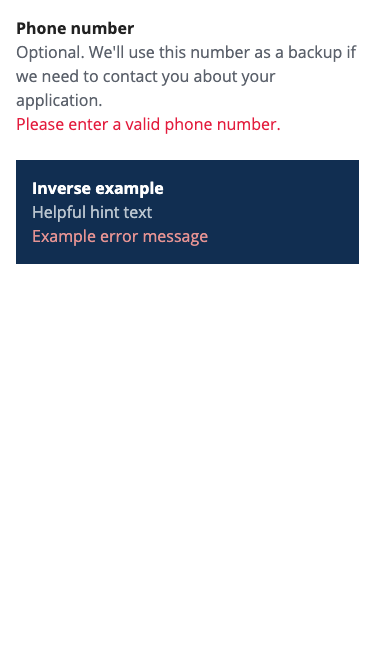 Phone number
Optional. We'll use this number as a backup if
we need to contact you about your
application.
Please enter a valid phone number.
Inverse example
Helpful hint text
Example error message